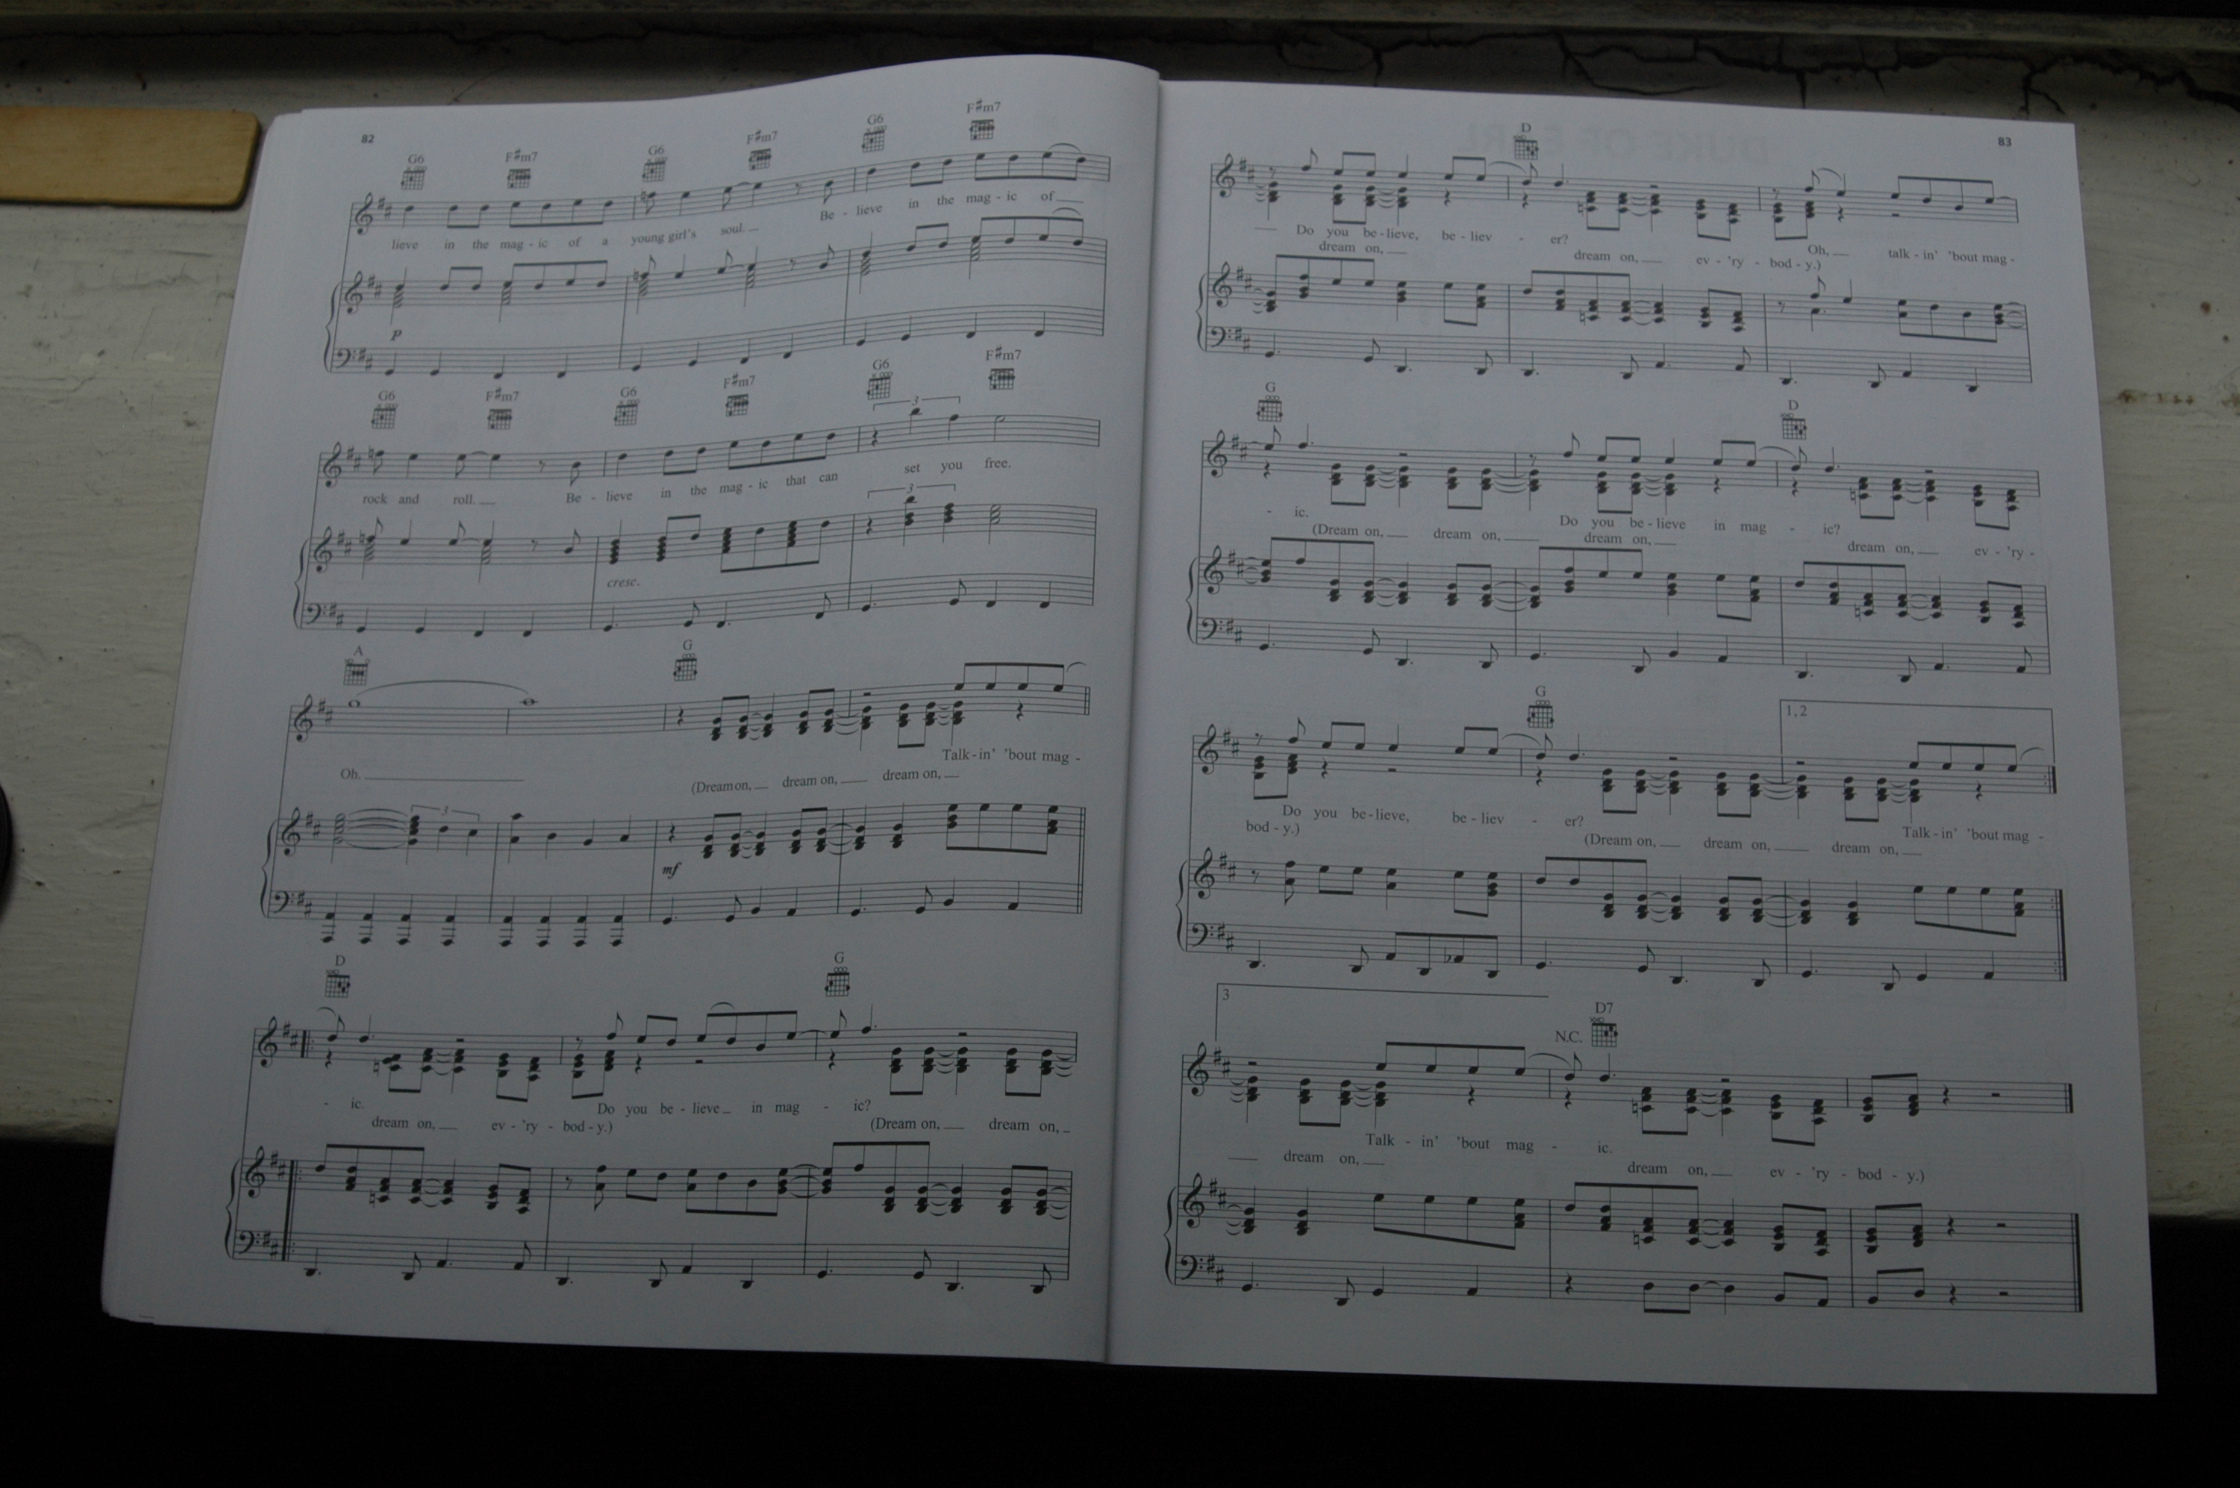 82
G6 F#m7 G6 F#m7 G6 F#m7
lieve in the mag - ic of a young girl's soul. Be - lieve in the mag - ic of
p
G6 F#m7 G6 F#m7 G6 F#m7
3
rock and roll. Be - lieve in the mag - ic that can set you free.
3
cresc.
A G
Oh. Talk - in' 'bout mag -
(Dream on, dream on, dream on,
3
mf
D G
- ic. Do you be - lieve in mag - ic?
dream on, ev - 'ry - bod - y.) (Dream on, dream on,
83
D
Do you be - lieve, be - liev - er? Oh, talk - in' 'bout mag -
dream on, dream on, ev - 'ry - bod - y.)
G D
- ic. Do you be - lieve in mag - ic?
(Dream on, dream on, dream on, dream on, ev - 'ry -
G 1, 2
Do you be - lieve, be - liev - er? Talk - in' 'bout mag -
bod - y.) (Dream on, dream on, dream on,
3 N.C. D7
Talk - in' 'bout mag - ic.
dream on, dream on, ev - 'ry - bod - y.)